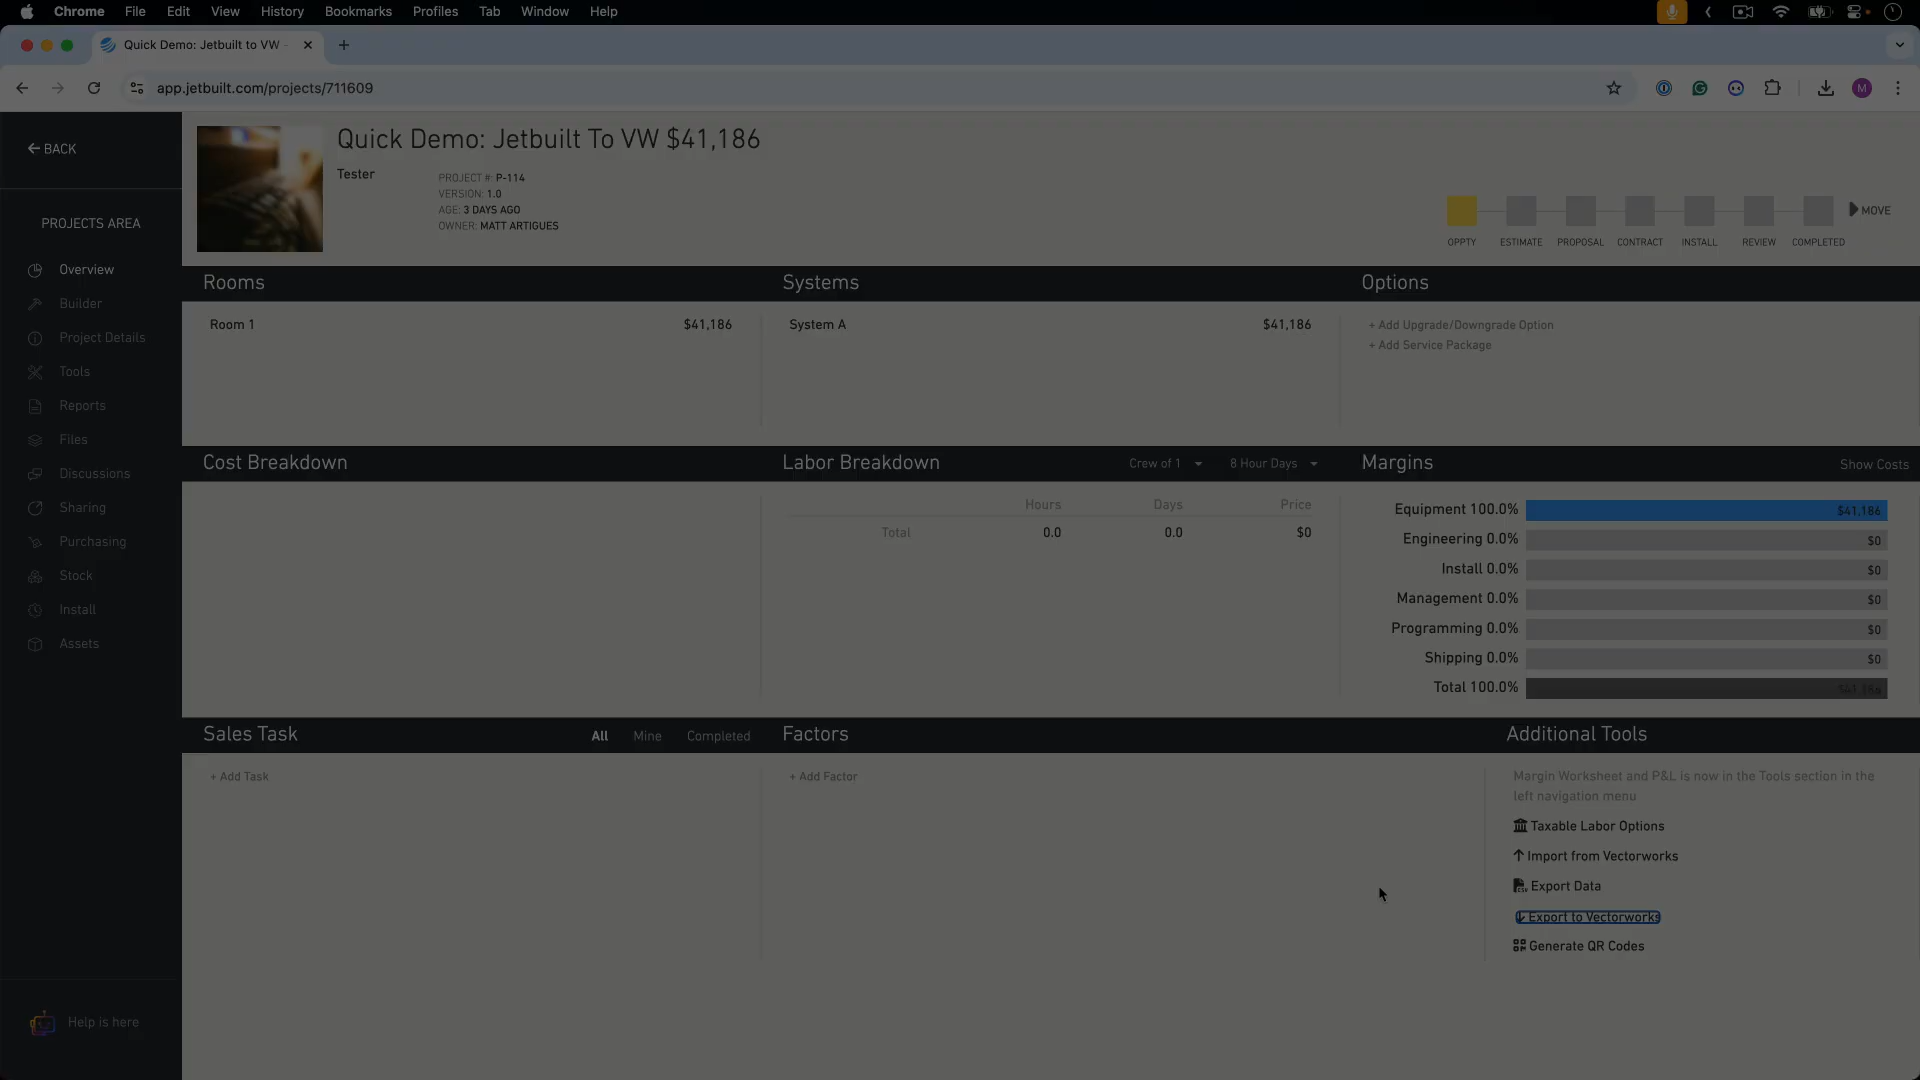 Chrome File Edit View History Bookmarks Profiles Tab Window Help
Quick Demo: Jetbuilt to VW -
app.jetbuilt.com/projects/711609
M
BACK
Quick Demo: Jetbuilt To VW $41,186
Tester
PROJECT #: P-114
VERSION: 1.0
AGE: 3 DAYS AGO
OWNER: MATT ARTIGUES
MOVE
OPPTY ESTIMATE PROPOSAL CONTRACT INSTALL REVIEW COMPLETED
PROJECTS AREA
Overview
Builder
Project Details
Tools
Reports
Files
Discussions
Sharing
Purchasing
Stock
Install
Assets
Help is here
Rooms
Room 1 $41,186
Systems
System A $41,186
Options
+ Add Upgrade/Downgrade Option
+ Add Service Package
Cost Breakdown
Labor Breakdown Crew of 1 8 Hour Days
Hours Days Price
Total 0.0 0.0 $0
Margins Show Costs
Equipment 100.0% $41,186
Engineering 0.0% $0
Install 0.0% $0
Management 0.0% $0
Programming 0.0% $0
Shipping 0.0% $0
Total 100.0% $41,186
Sales Task All Mine Completed
+ Add Task
Factors
+ Add Factor
Additional Tools
Margin Worksheet and P&L is now in the Tools section in the
left navigation menu
Taxable Labor Options
Import from Vectorworks
Export Data
Export to Vectorworks
Generate QR Codes